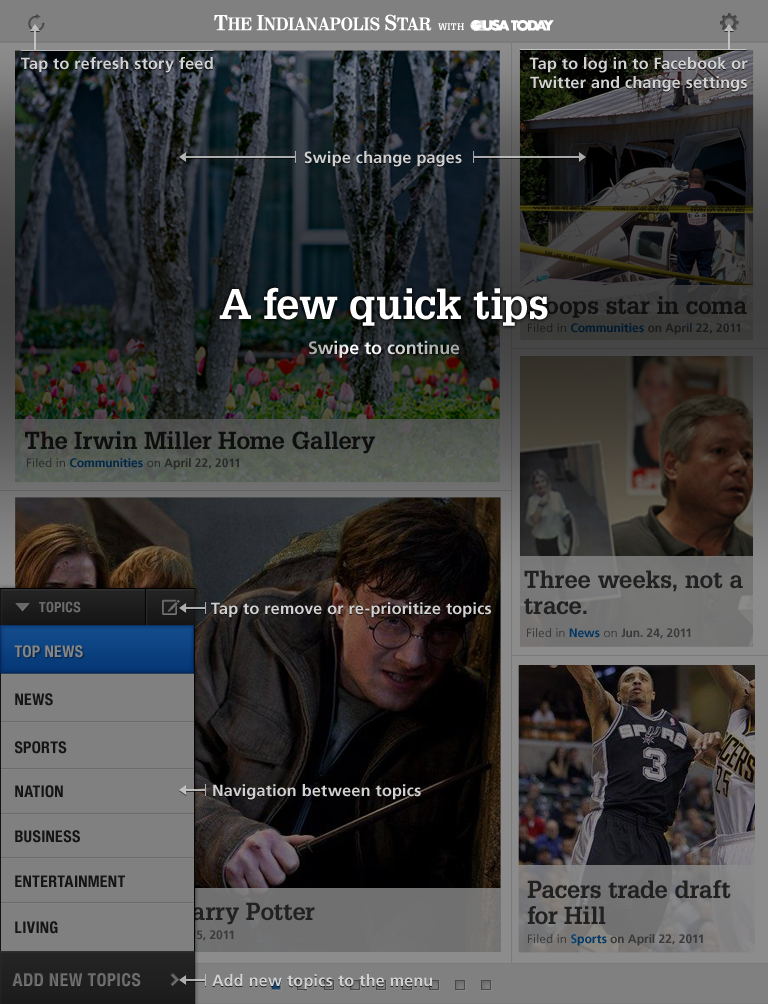 THE INDIANAPOLIS STAR WITH USA TODAY
Tap to refresh story feed
Tap to log in to Facebook or
Twitter and change settings
Swipe change pages
A few quick tips
Swipe to continue
oops star in coma
Filed in Communities on April 22, 2011
The Irwin Miller Home Gallery
Filed in Communities on April 22, 2011
Three weeks, not a
trace.
Filed in News on Jun. 24, 2011
TOPICS
Tap to remove or re-prioritize topics
TOP NEWS
NEWS
SPORTS
NATION
Navigation between topics
BUSINESS
ENTERTAINMENT
LIVING
arry Potter
5, 2011
SPURS
3
PACERS
25
Pacers trade draft
for Hill
Filed in Sports on April 22, 2011
ADD NEW TOPICS
Add new topics to the menu